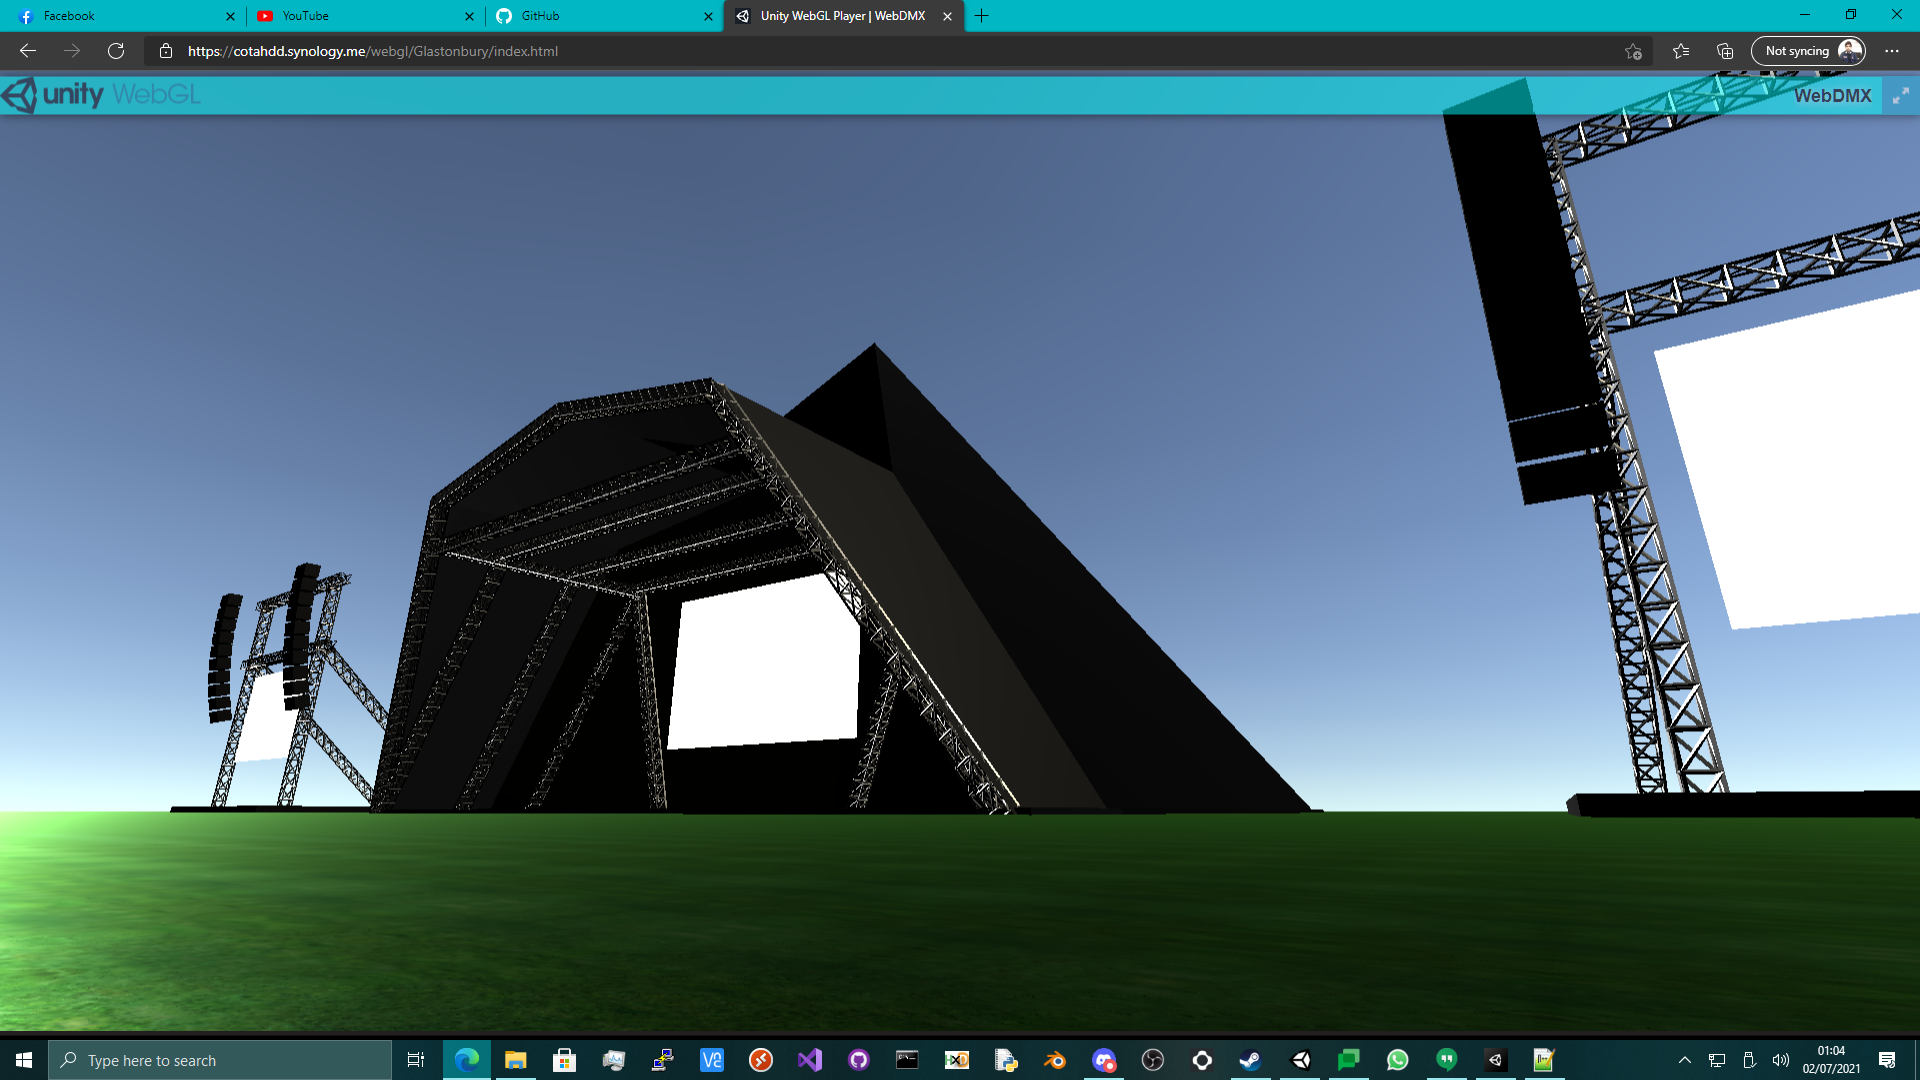 Facebook
YouTube
GitHub
Unity WebGL Player | WebDMX
https://cotahdd.synology.me/webgl/Glastonbury/index.html
Not syncing
unity WebGL
WebDMX
Type here to search
01:04
02/07/2021